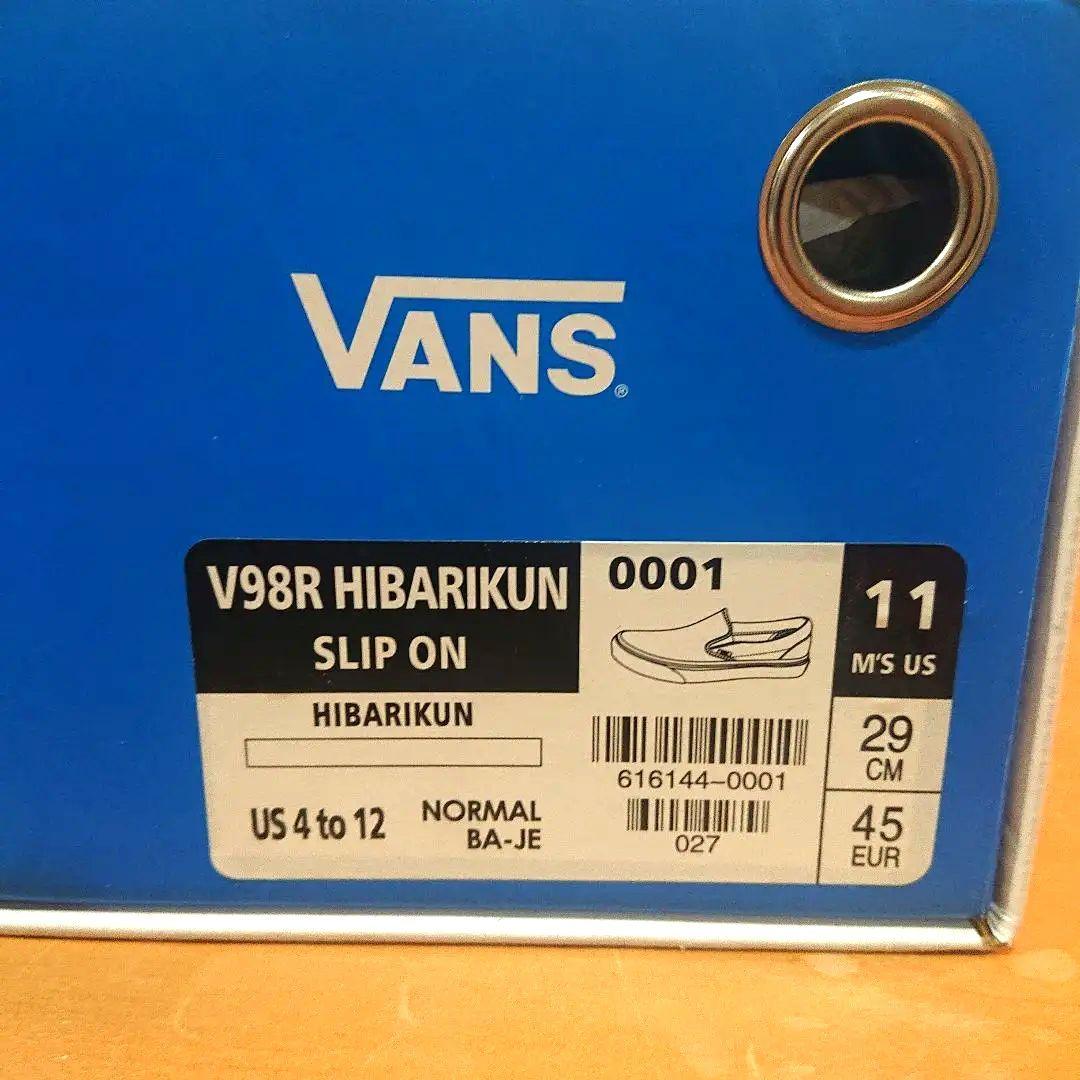 VANS®
V98R HIBARIKUN
SLIP ON
0001
11
M'S US
HIBARIKUN
US 4 to 12
NORMAL
BA-JE
616144-0001
027
29
CM
45
EUR